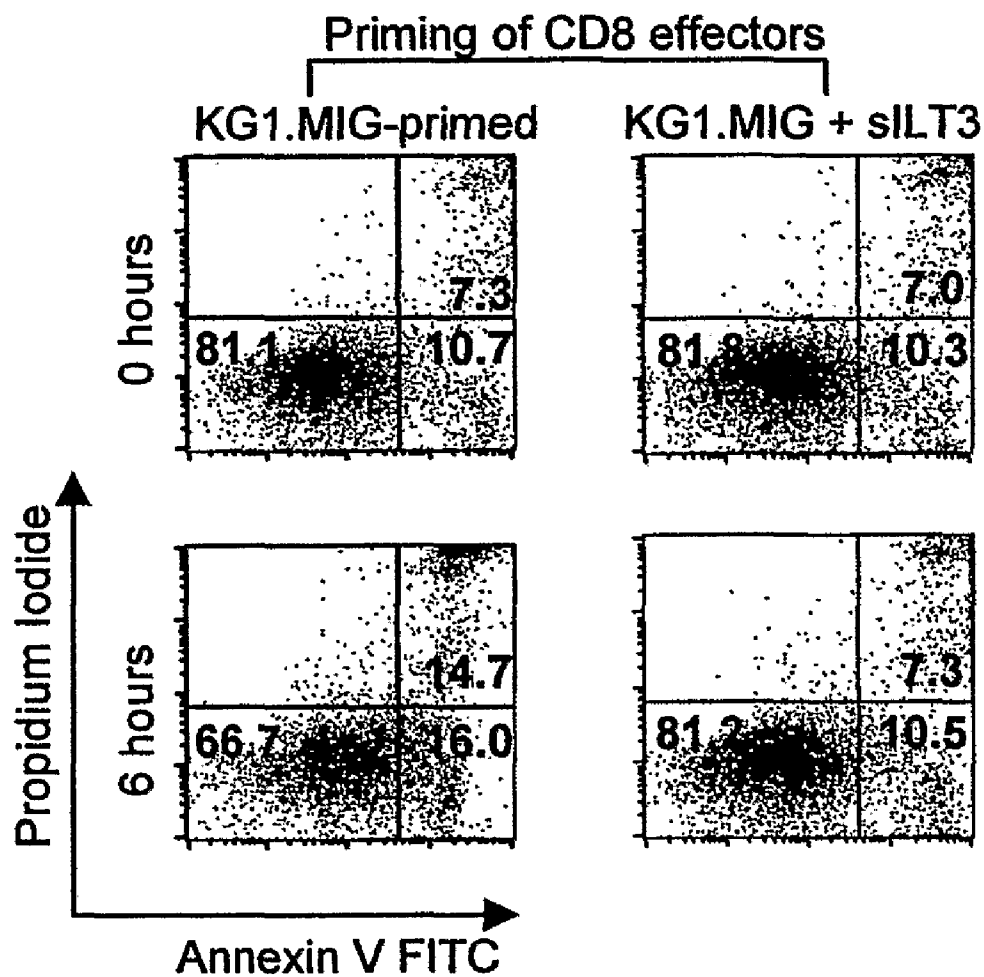 Priming of CD8 effectors
KG1.MIG-primed
KG1.MIG + sILT3
0 hours
7.3
81.1
10.7
7.0
81.8
10.3
6 hours
14.7
66.7
16.0
7.3
81.2
10.5
Propidium Iodide
Annexin V FITC